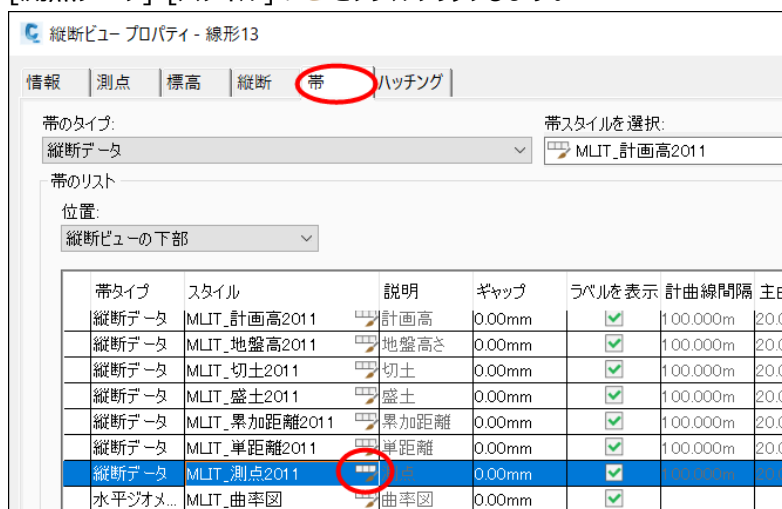 縦断ビュー プロパティ - 線形13
情報 測点 標高 縦断 帯 ハッチング
帯のタイプ: 帯スタイルを選択:
縦断データ MLIT_計画高2011
帯のリスト
位置:
縦断ビューの下部
帯タイプ スタイル 説明 ギャップ ラベルを表示 計曲線間隔
縦断データ MLIT_計画高2011 計画高 0.00mm 100.000m
縦断データ MLIT_地盤高2011 地盤高さ 0.00mm 100.000m
縦断データ MLIT_切土2011 切土 0.00mm 100.000m
縦断データ MLIT_盛土2011 盛土 0.00mm 100.000m
縦断データ MLIT_累加距離2011 累加距離 0.00mm 100.000m
縦断データ MLIT_単距離2011 単距離 0.00mm 100.000m
縦断データ MLIT_測点2011 測点 0.00mm 100.000m
水平ジオメ... MLIT_曲率図 曲率図 0.00mm